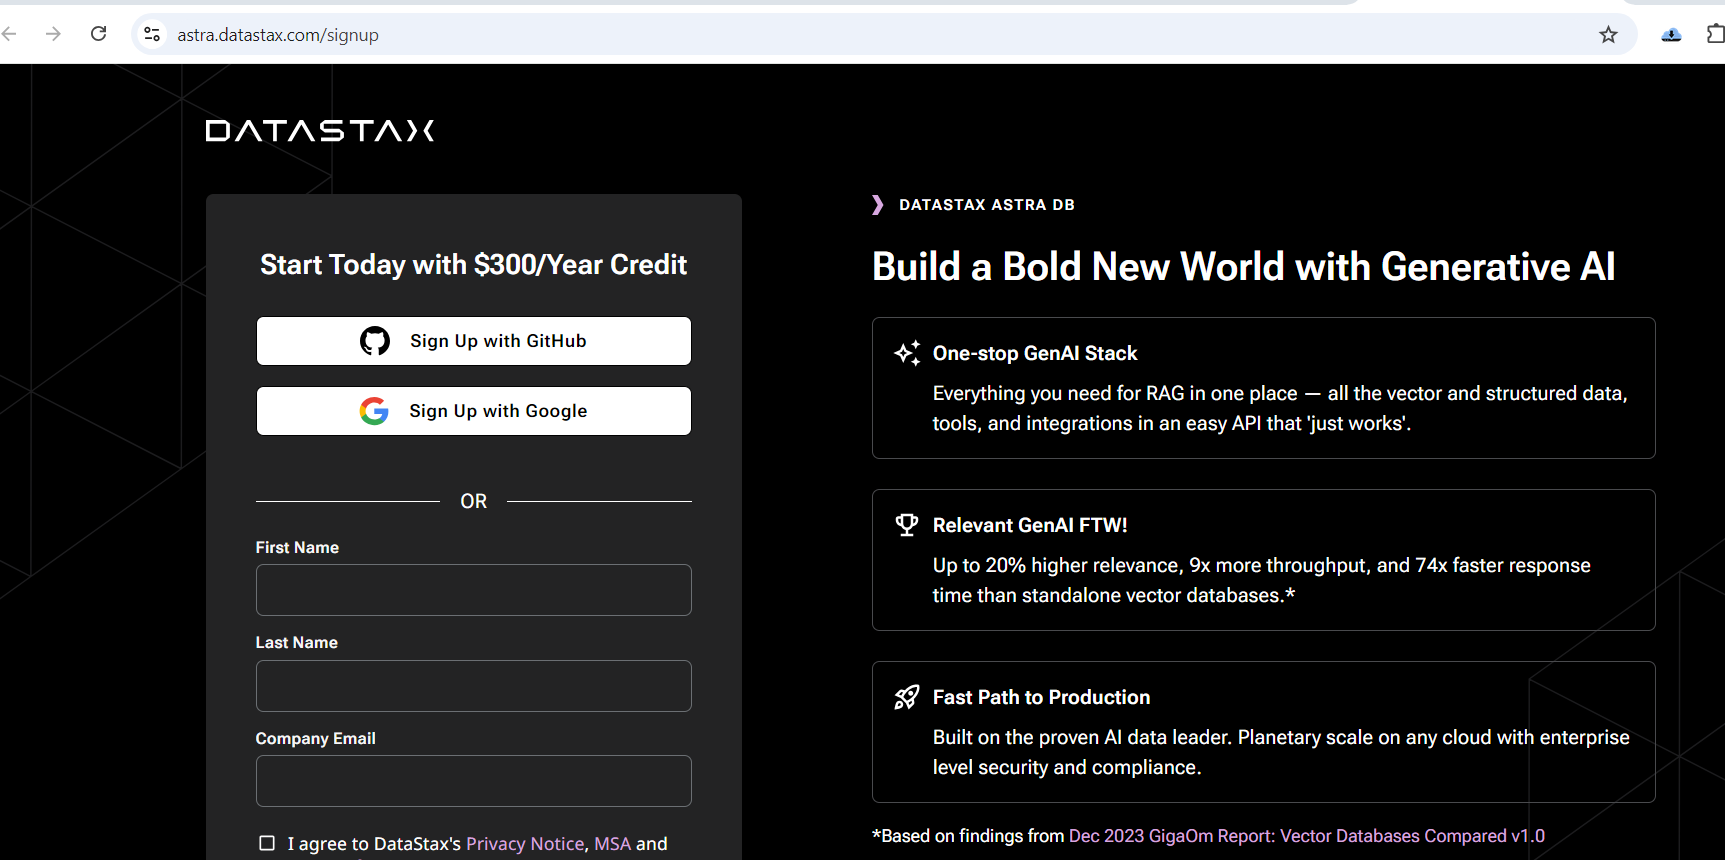 astra.datastax.com/signup
DATASTAX
Start Today with $300/Year Credit
Sign Up with GitHub
Sign Up with Google
OR
First Name
Last Name
Company Email
I agree to DataStax's Privacy Notice, MSA and
DATASTAX ASTRA DB
Build a Bold New World with Generative AI
One-stop GenAI Stack
Everything you need for RAG in one place — all the vector and structured data,
tools, and integrations in an easy API that 'just works'.
Relevant GenAI FTW!
Up to 20% higher relevance, 9x more throughput, and 74x faster response
time than standalone vector databases.*
Fast Path to Production
Built on the proven AI data leader. Planetary scale on any cloud with enterprise
level security and compliance.
*Based on findings from Dec 2023 GigaOm Report: Vector Databases Compared v1.0